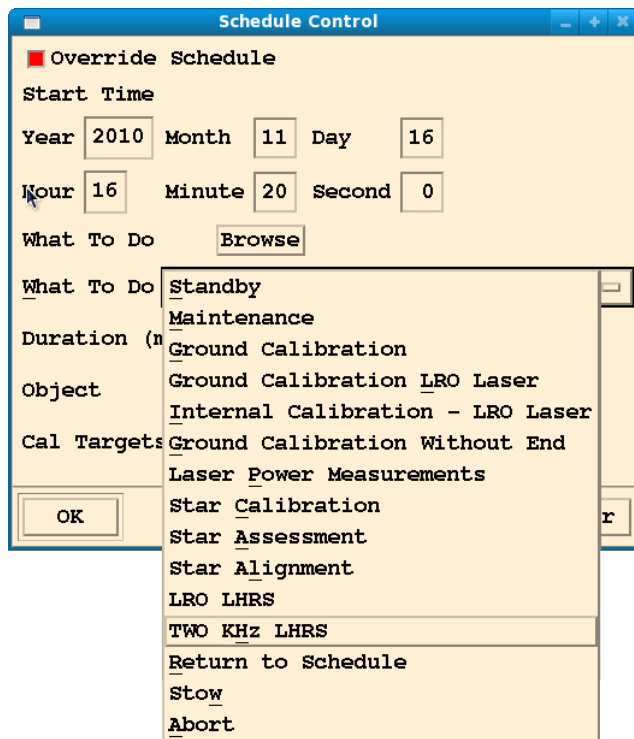 Schedule Control
Override Schedule
Start Time
Year 2010 Month 11 Day 16
Hour 16 Minute 20 Second 0
What To Do Browse
What To Do
Standby
Maintenance
Duration (m
Ground Calibration
Ground Calibration LRO Laser
Object
Internal Calibration - LRO Laser
Cal Targets
Ground Calibration Without End
Laser Power Measurements
Star Calibration
OK
r
Star Assessment
Star Alignment
LRO LHRS
TWO KHz LHRS
Return to Schedule
Stow
Abort